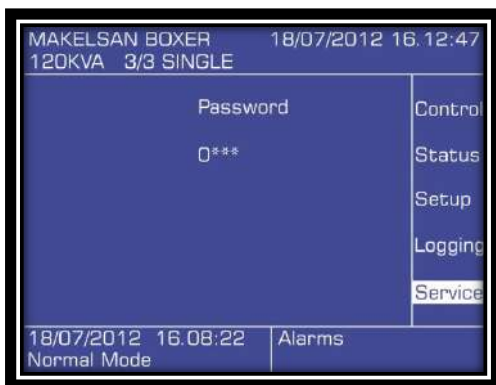 MAKELSAN BOXER 18/07/2012 16.12:47
120KVA 3/3 SINGLE
Password
0***
Control
Status
Setup
Logging
Service
18/07/2012 16.08:22 Alarms
Normal Mode